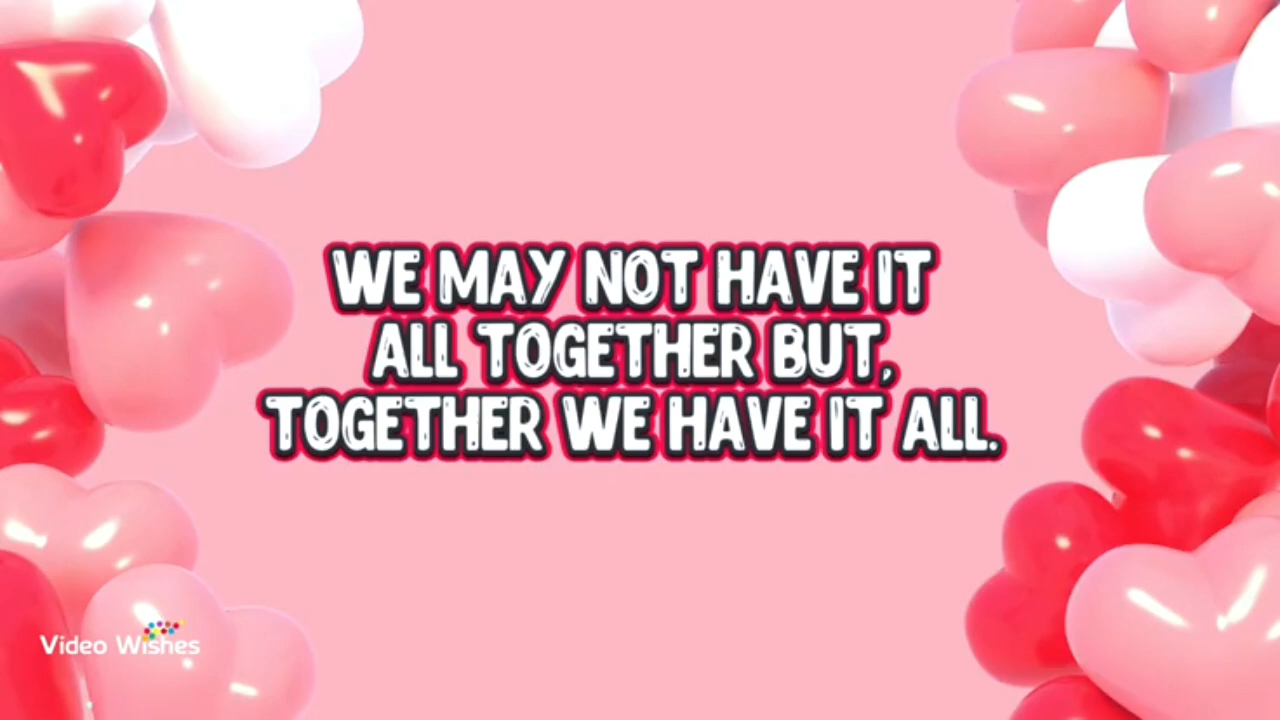 WE MAY NOT HAVE IT
ALL TOGETHER BUT,
TOGETHER WE HAVE IT ALL.
Video Wishes